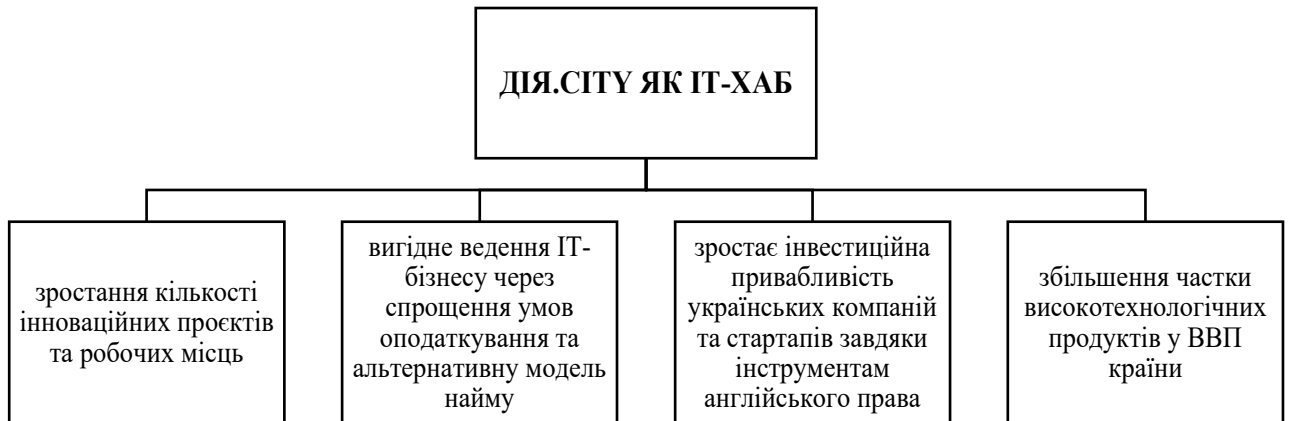 ДІЯ.CITY ЯК ІТ-ХАБ
зростання кількості
інноваційних проєктів
та робочих місць
вигідне ведення ІТ-
бізнесу через
спрощення умов
оподаткування та
альтернативну модель
найму
зростає інвестиційна
привабливість
українських компаній
та стартапів завдяки
інструментам
англійського права
збільшення частки
високотехнологічних
продуктів у ВВП
країни